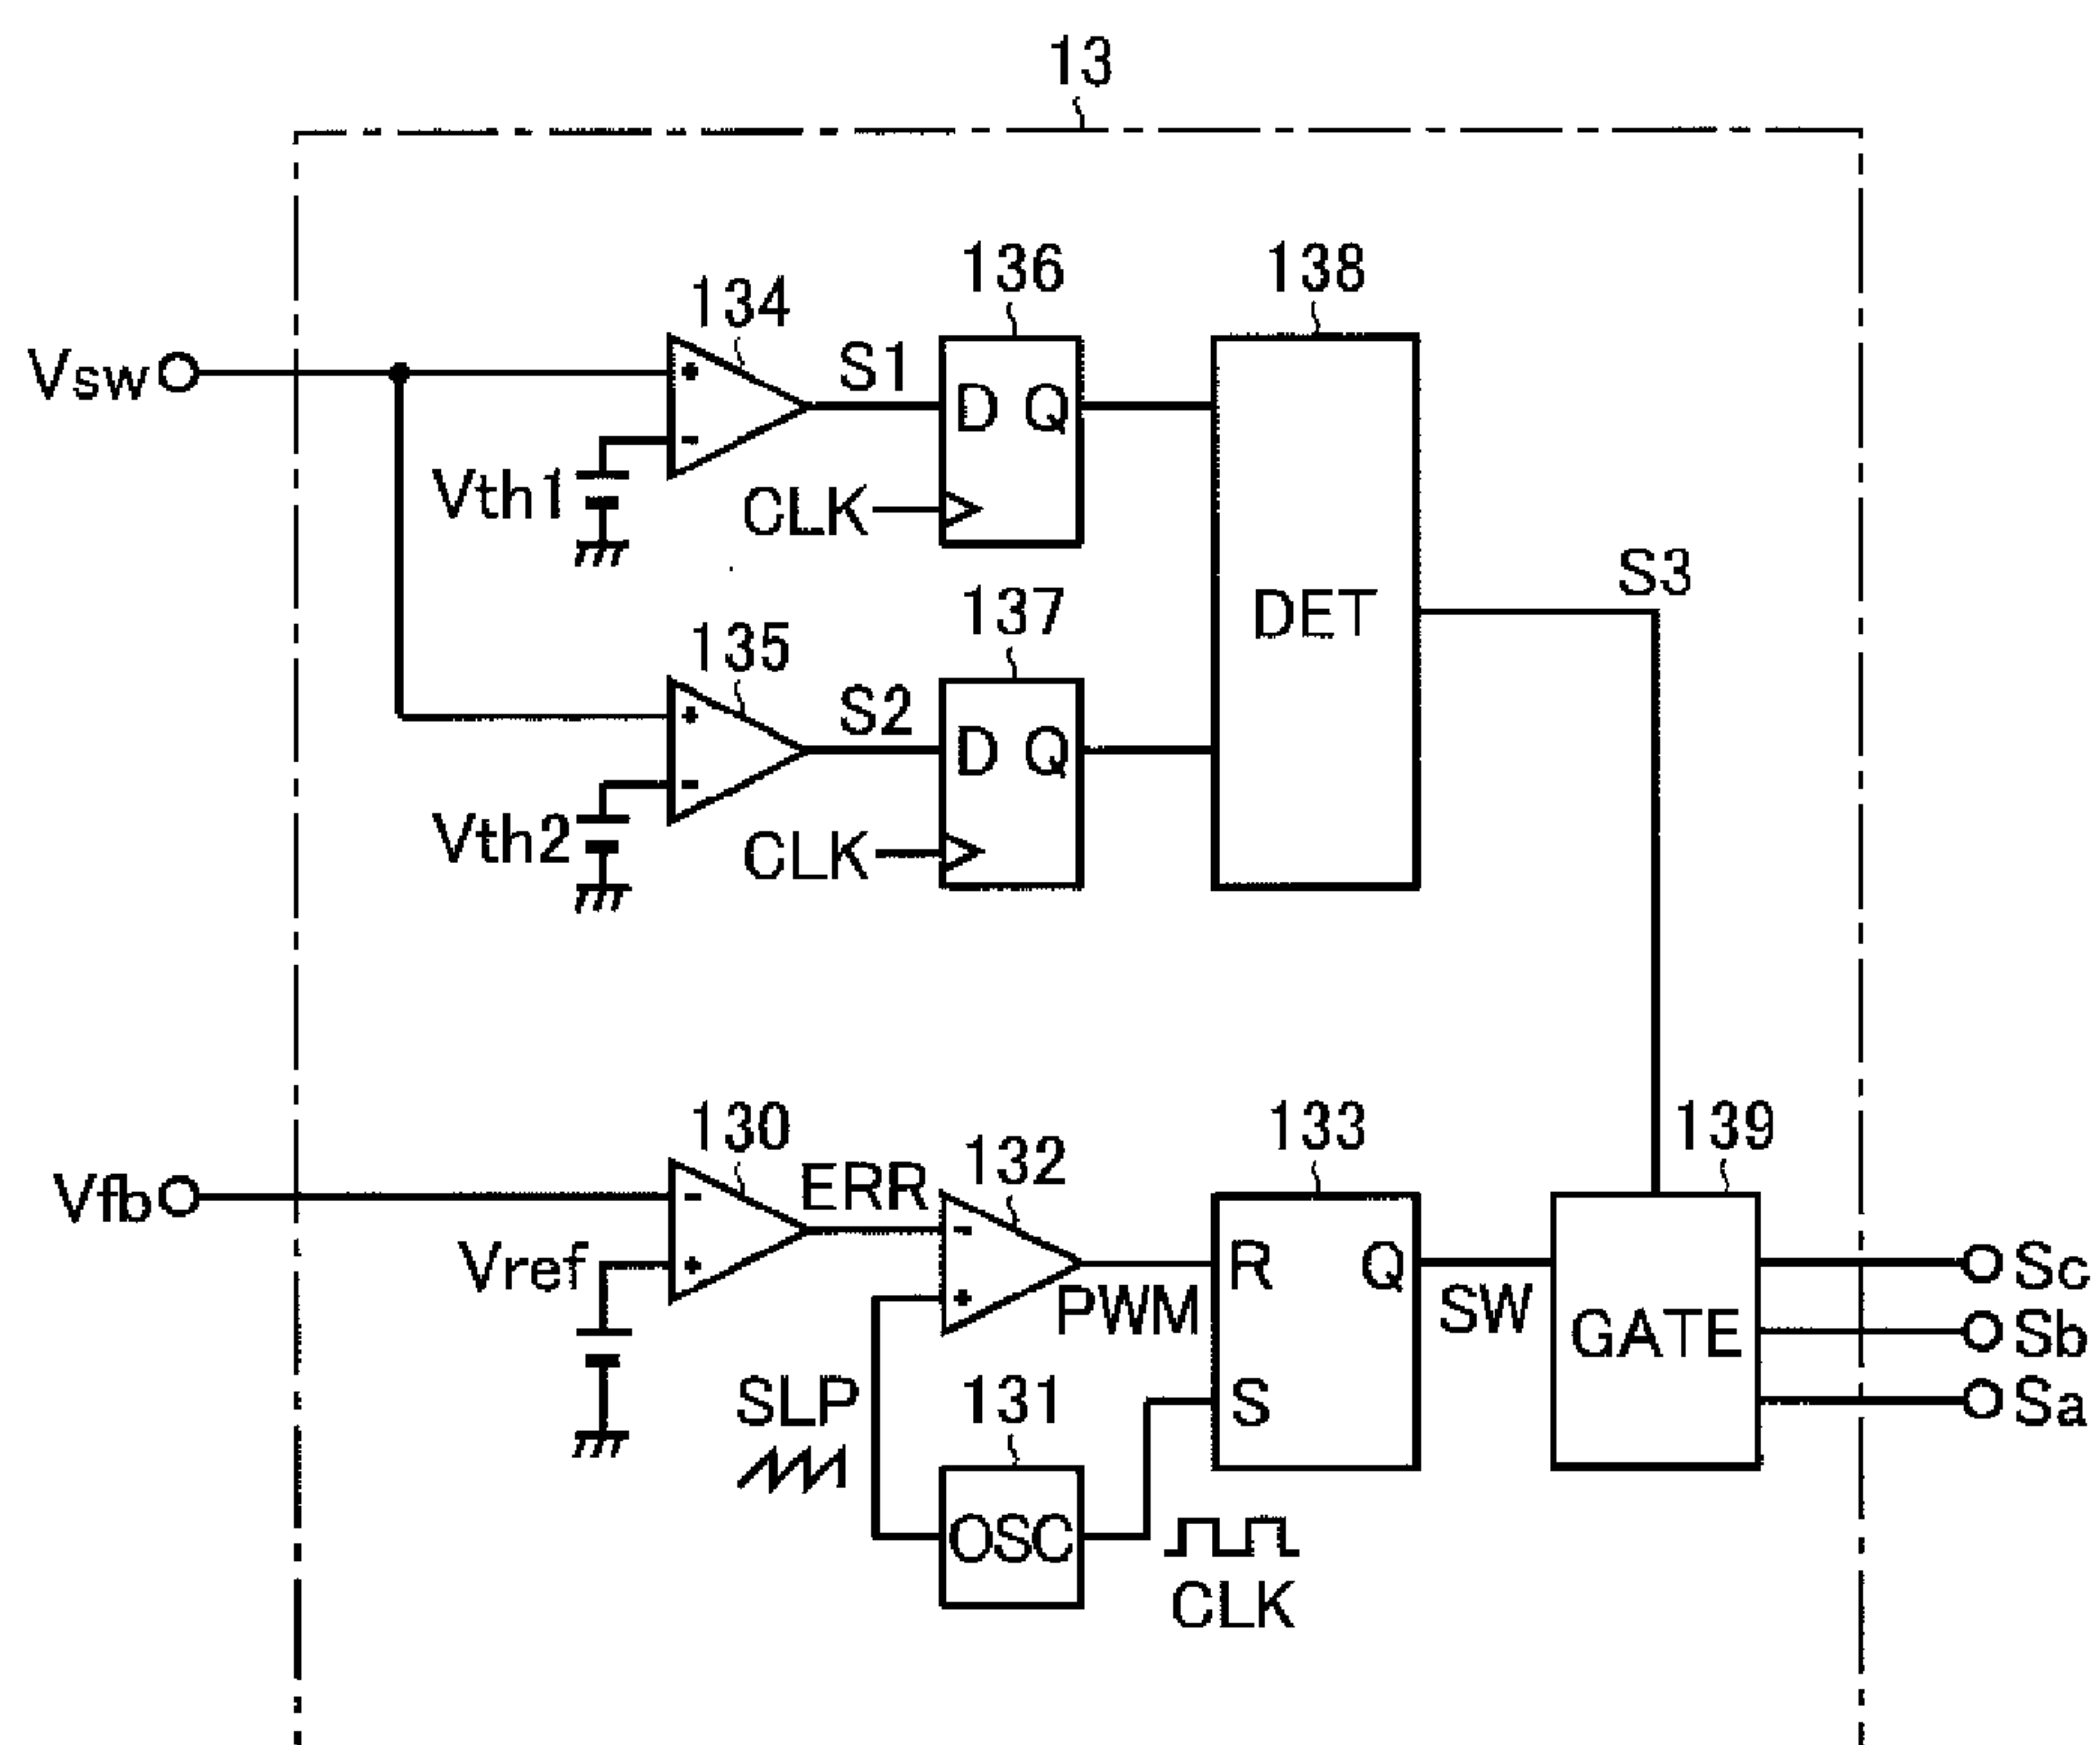 13
136
138
134
S1
Vsw
+
D Q
-
Vth1
CLK
S3
137
DET
135
S2
+
D Q
-
Vth2
CLK
130
132
133
139
ERR
Vfb
-
-
Vref
+
R Q
Sc
+
PWM
SW
GATE
Sb
SLP
131
S
Sa
OSC
CLK